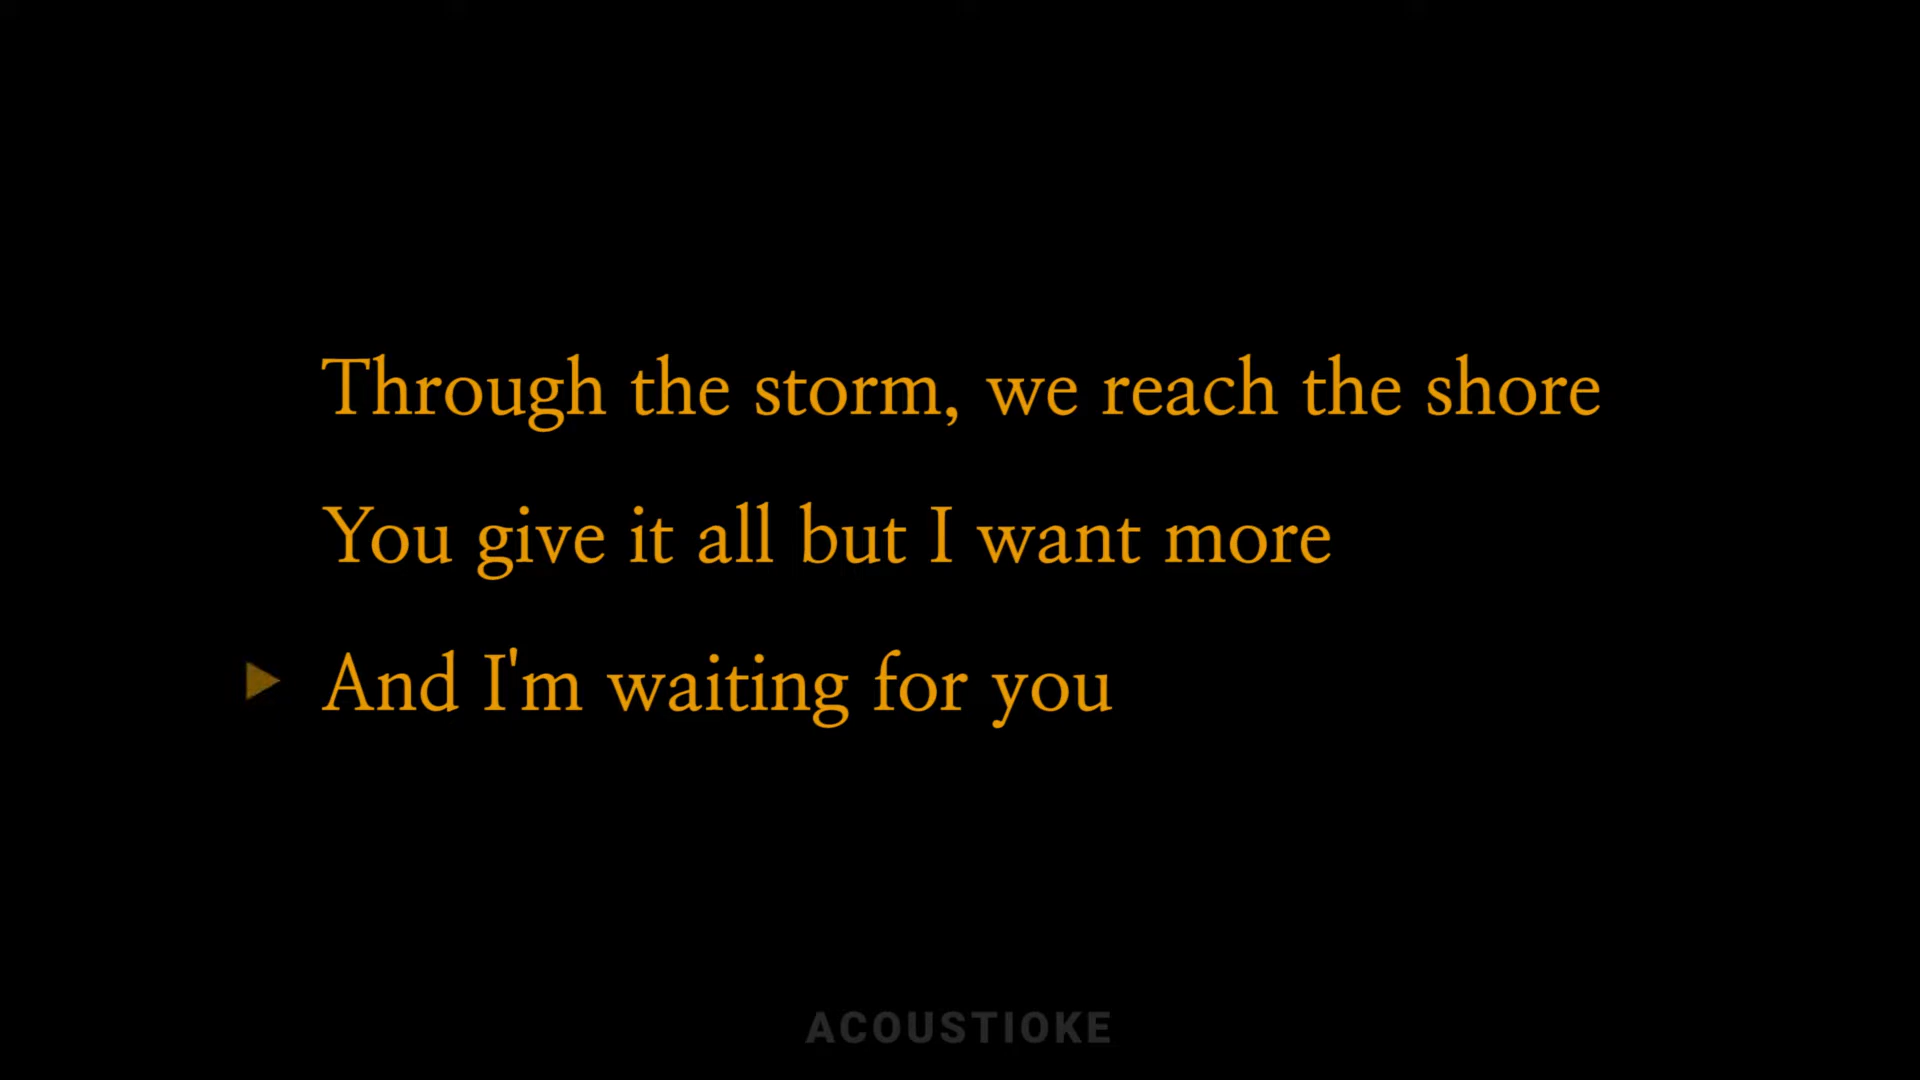 Through the storm, we reach the shore
You give it all but I want more
And I'm waiting for you
ACOUSTIOKE